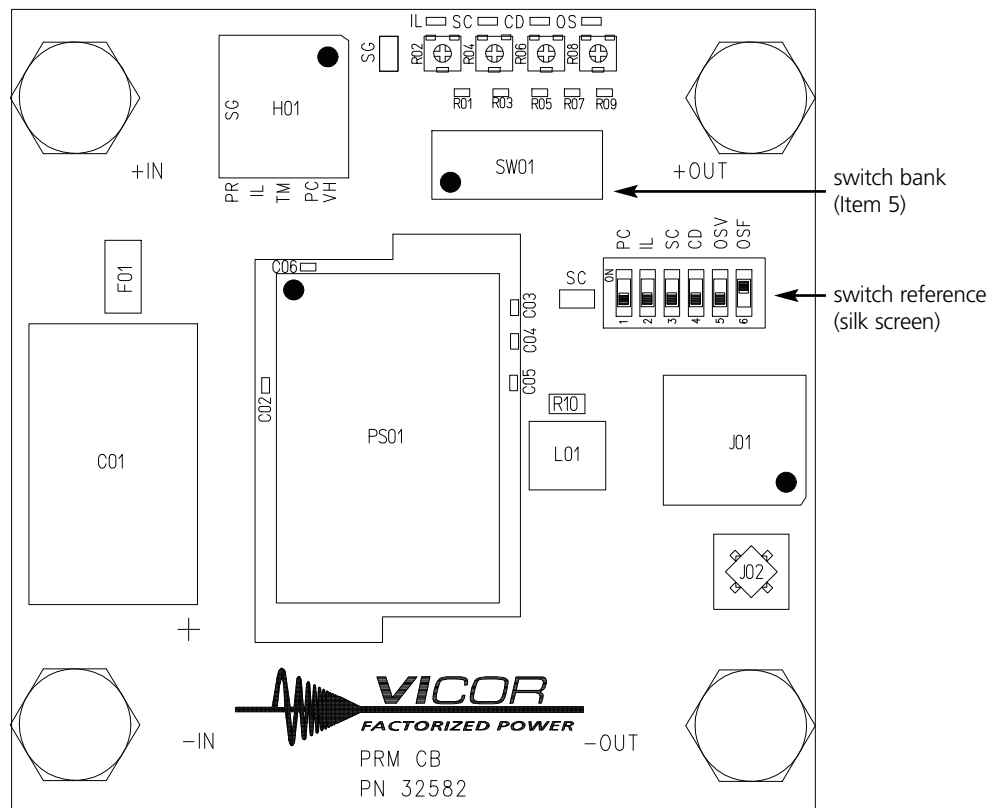 IL SC CD OS
SG
R02 R04 R06 R08
R01 R03 R05 R07 R09
SG
H01
PR IL TM PC VH
+IN
SW01
+OUT
switch bank
(Item 5)
PC IL SC CD OSV OSF
ON
1 2 3 4 5 6
SC
switch reference
(silk screen)
F01
C06
C03
C04
C05
C02
C01
PS01
R10
L01
J01
J02
+
VICOR
FACTORIZED POWER
-IN
-OUT
PRM CB
PN 32582